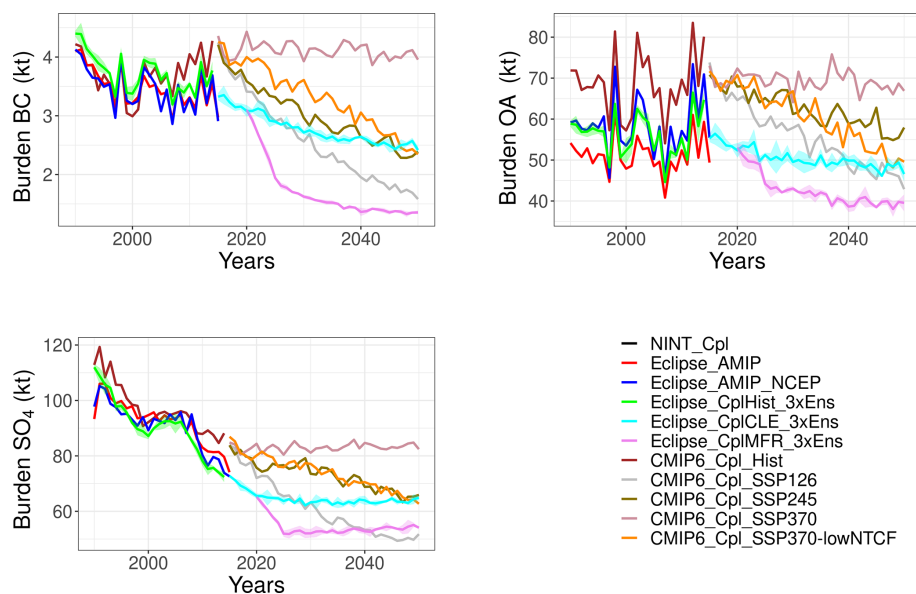 Burden BC (kt)
4
3
2
2000
2020
2040
Years
Burden OA (kt)
80
70
60
50
40
2000
2020
2040
Years
Burden SO₄ (kt)
120
100
80
60
2000
2020
2040
Years
NINT_Cpl
Eclipse_AMIP
Eclipse_AMIP_NCEP
Eclipse_CplHist_3xEns
Eclipse_CplCLE_3xEns
Eclipse_CplMFR_3xEns
CMIP6_Cpl_Hist
CMIP6_Cpl_SSP126
CMIP6_Cpl_SSP245
CMIP6_Cpl_SSP370
CMIP6_Cpl_SSP370-lowNTCF